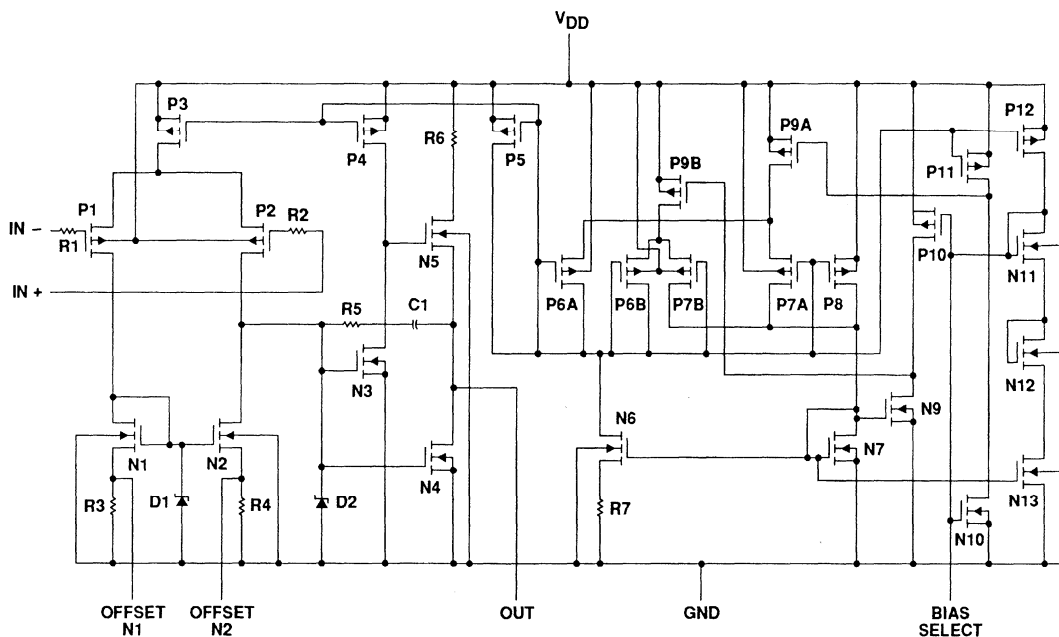 VDD
P3
P4
R6
P5
P9B
P9A
P12
P11
IN –
R1
P1
P2
R2
N5
P10
N11
IN +
P6A
P6B
P7B
P7A
P8
R5
C1
N3
N12
N9
N1
N2
N6
N7
N4
R3
D1
R4
D2
R7
N13
N10
OFFSET
N1
OFFSET
N2
OUT
GND
BIAS
SELECT